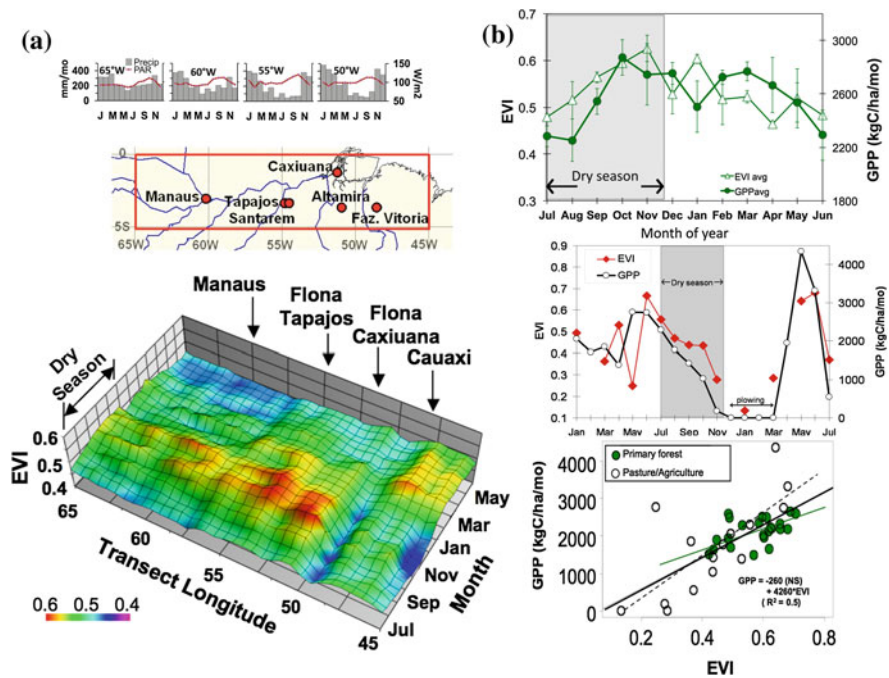 (a)
Precip
PAR
65°W
60°W
55°W
50°W
mm/mo
400
200
0
150
100
50
W/m2
J M M J S N
J M M J S N
J M M J S N
J M M J S N
0
5S
Caxiuana
Manaus
Tapajos
Santarem
Altamira
Faz. Vitoria
65W 60W 55W 50W 45W
Manaus
Flona
Tapajos
Flona
Caxiuana
Cauaxi
Dry
Season
EVI
0.6
0.5
0.4
65
60
55
50
45
Transect Longitude
May
Mar
Jan
Nov
Sep
Jul
Month
0.6 0.5 0.4
(b)
EVI
0.7
0.6
0.5
0.4
0.3
3000
2600
2200
1800
GPP (kgC/ha/mo)
Dry season
EVI avg
GPPavg
Jul Aug Sep Oct Nov Dec Jan Feb Mar Apr May Jun
Month of year
EVI
0.9
0.8
0.7
0.6
0.5
0.4
0.3
0.2
0.1
EVI
GPP
Dry season
plowing
4000
3000
2000
1000
0
GPP (kgC/ha/mo)
Jan Mar May Jul Sep Nov Jan Mar May Jul
Primary forest
Pasture/Agriculture
GPP (kgC/ha/mo)
4000
3000
2000
1000
0
GPP = -260 (NS)
+ 4260*EVI
( R² = 0.5)
0.2 0.4 0.6 0.8
EVI